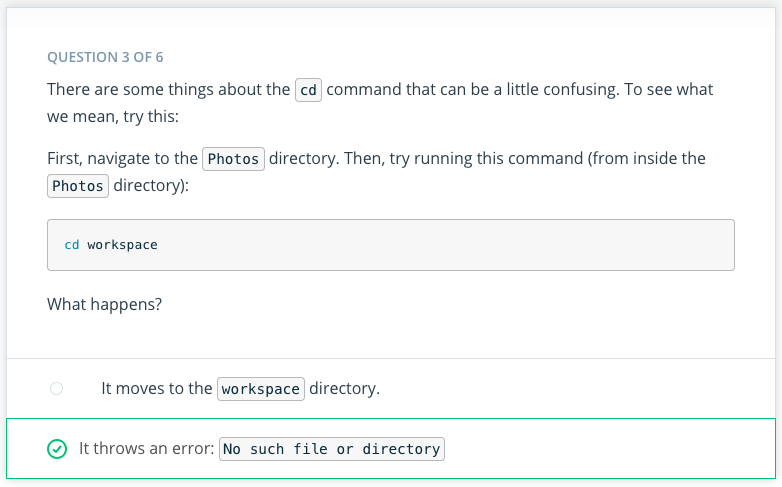 QUESTION 3 OF 6
There are some things about the cd command that can be a little confusing. To see what
we mean, try this:
First, navigate to the Photos directory. Then, try running this command (from inside the
Photos directory):
cd workspace
What happens?
It moves to the workspace directory.
It throws an error: No such file or directory